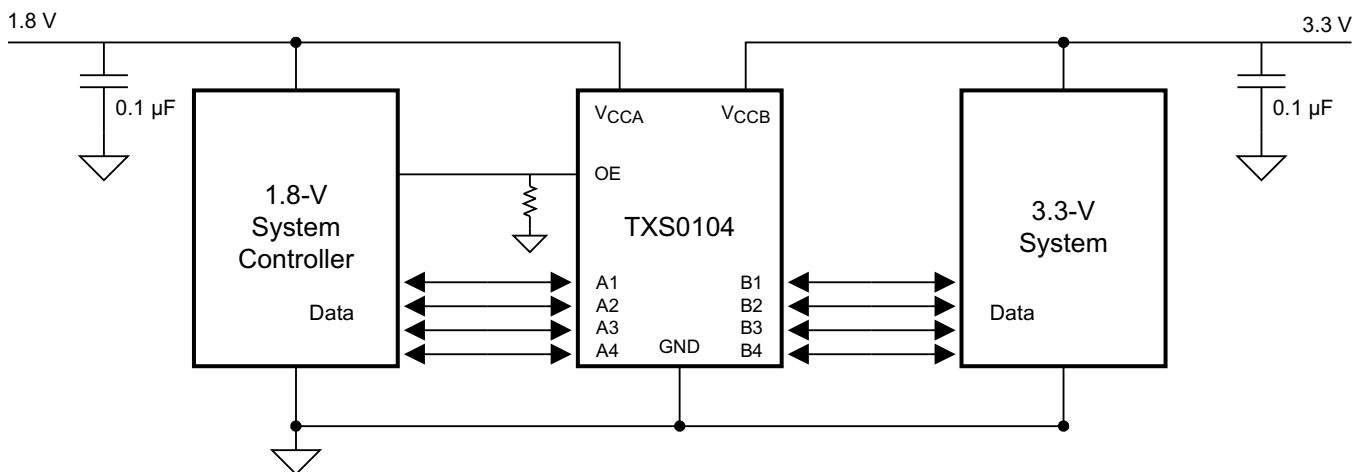 1.8 V
3.3 V
0.1 µF
VCCA
VCCB
0.1 µF
OE
1.8-V
System
Controller
TXS0104
3.3-V
System
Data
A1
A2
A3
A4
GND
B1
B2
B3
B4
Data